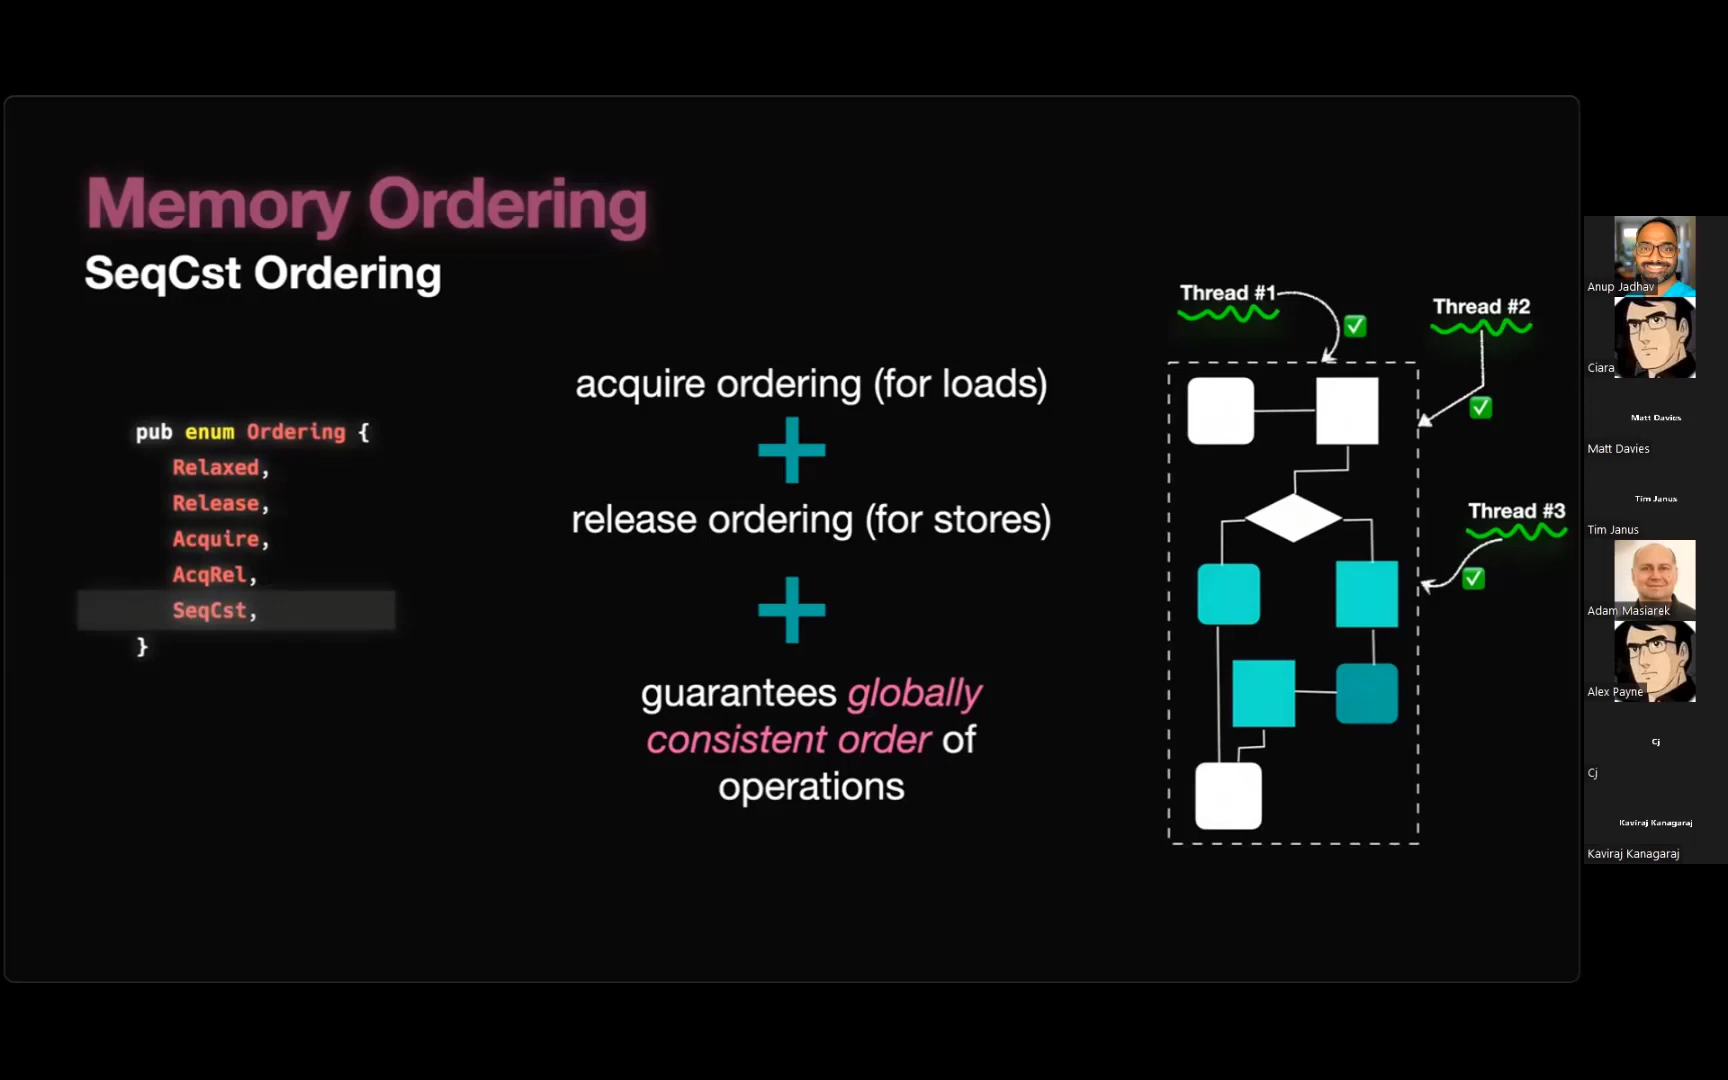 Memory Ordering
SeqCst Ordering
pub enum Ordering {
Relaxed,
Release,
Acquire,
AcqRel,
SeqCst,
}
acquire ordering (for loads)
+
release ordering (for stores)
+
guarantees globally
consistent order of
operations
Thread #1
Thread #2
Thread #3
Anup Jadhav
Ciara
Matt Davies
Matt Davies
Tim Janus
Tim Janus
Adam Masiarek
Alex Payne
Cj
Cj
Kaviraj Kanagaraj
Kaviraj Kanagaraj